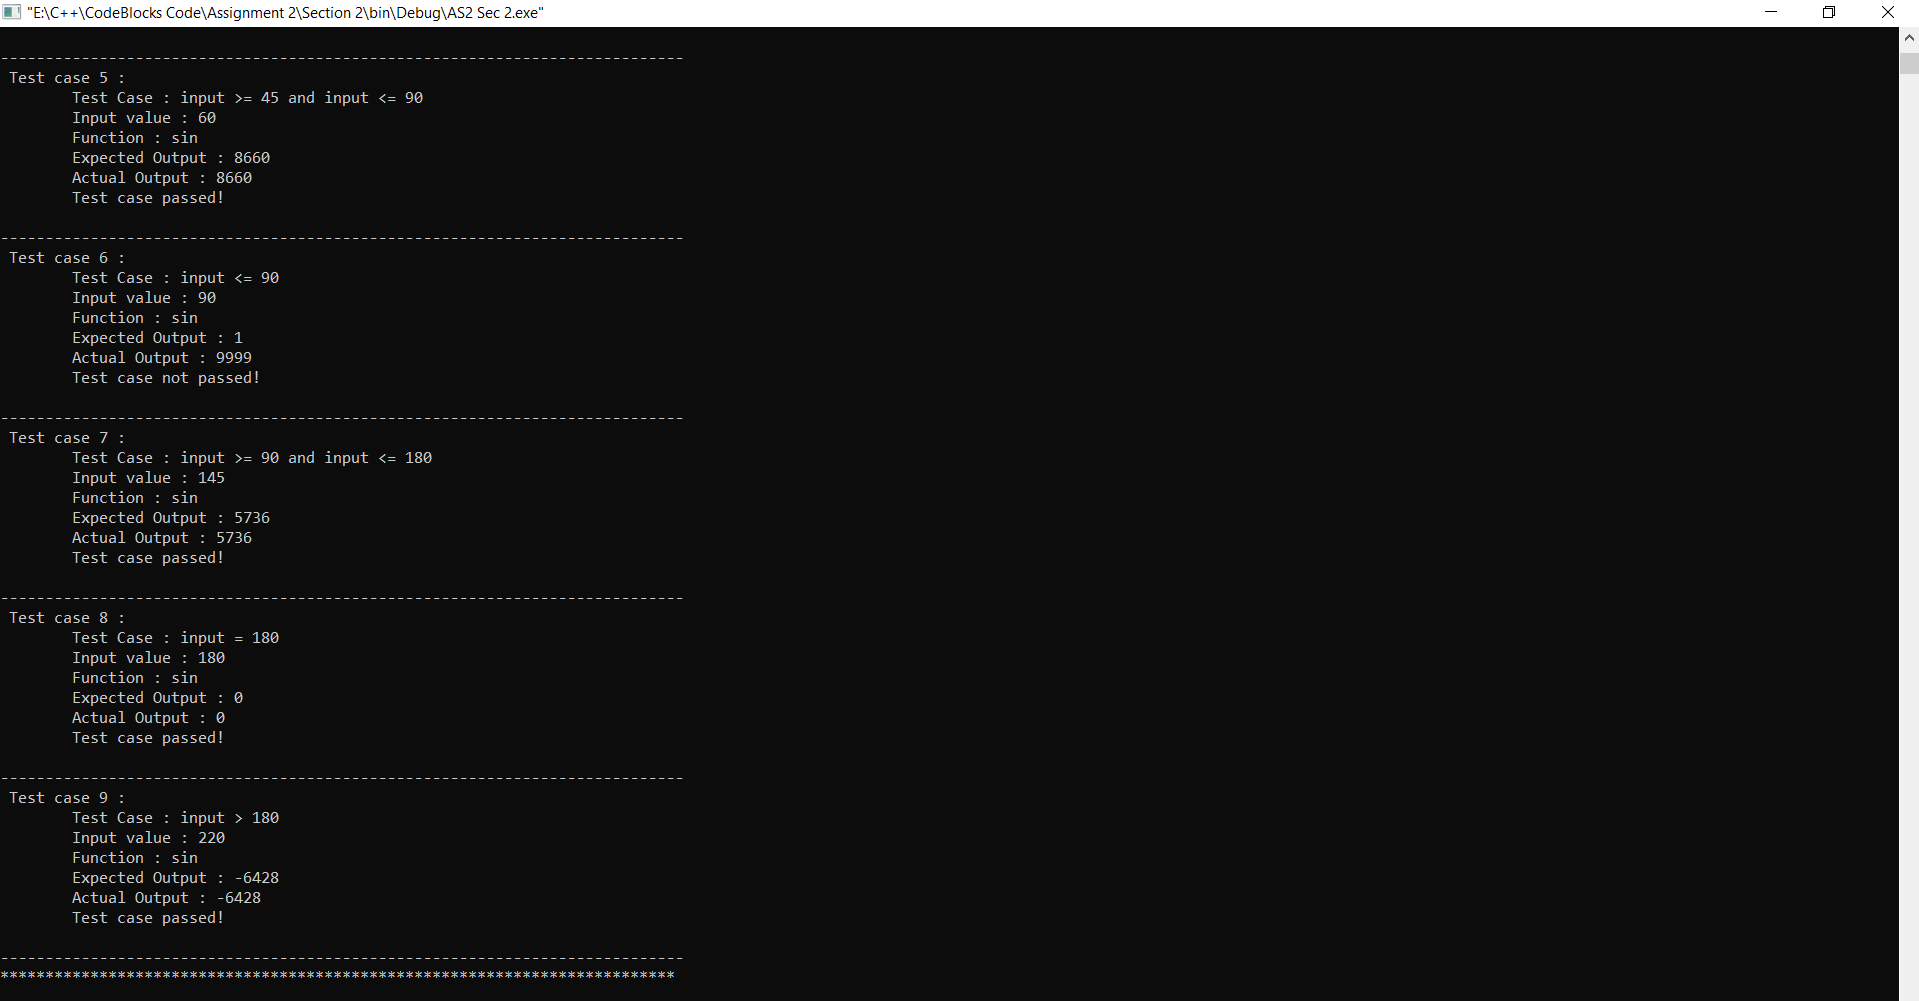 "E:\C++\CodeBlocks Code\Assignment 2\Section 2\bin\Debug\AS2 Sec 2.exe"
----------------------------------------------------------------------------
Test case 5 :
Test Case : input >= 45 and input <= 90
Input value : 60
Function : sin
Expected Output : 8660
Actual Output : 8660
Test case passed!
----------------------------------------------------------------------------
Test case 6 :
Test Case : input <= 90
Input value : 90
Function : sin
Expected Output : 1
Actual Output : 9999
Test case not passed!
----------------------------------------------------------------------------
Test case 7 :
Test Case : input >= 90 and input <= 180
Input value : 145
Function : sin
Expected Output : 5736
Actual Output : 5736
Test case passed!
----------------------------------------------------------------------------
Test case 8 :
Test Case : input = 180
Input value : 180
Function : sin
Expected Output : 0
Actual Output : 0
Test case passed!
----------------------------------------------------------------------------
Test case 9 :
Test Case : input > 180
Input value : 220
Function : sin
Expected Output : -6428
Actual Output : -6428
Test case passed!
----------------------------------------------------------------------------
***************************************************************************